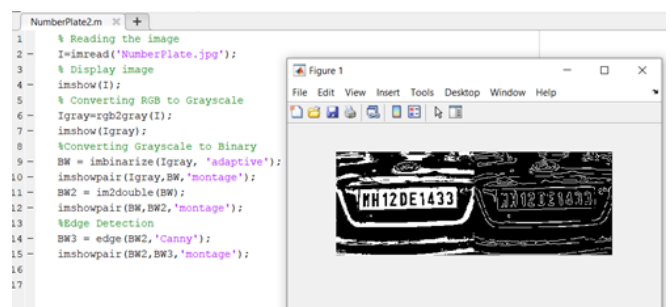 NumberPlate2.m × +
1 % Reading the image
2 – I=imread('NumberPlate.jpg');
3 % Display image
4 – imshow(I);
5 % Converting RGB to Grayscale
6 – Igray=rgb2gray(I);
7 – imshow(Igray);
8 %Converting Grayscale to Binary
9 – BW = imbinarize(Igray, 'adaptive');
10 – imshowpair(Igray,BW,'montage');
11 – BW2 = im2double(BW);
12 – imshowpair(BW,BW2,'montage');
13 %Edge Detection
14 – BW3 = edge(BW2,'Canny');
15 – imshowpair(BW2,BW3,'montage');
16
17
Figure 1
File Edit View Insert Tools Desktop Window Help
MH12DE1433 MH12DE1433